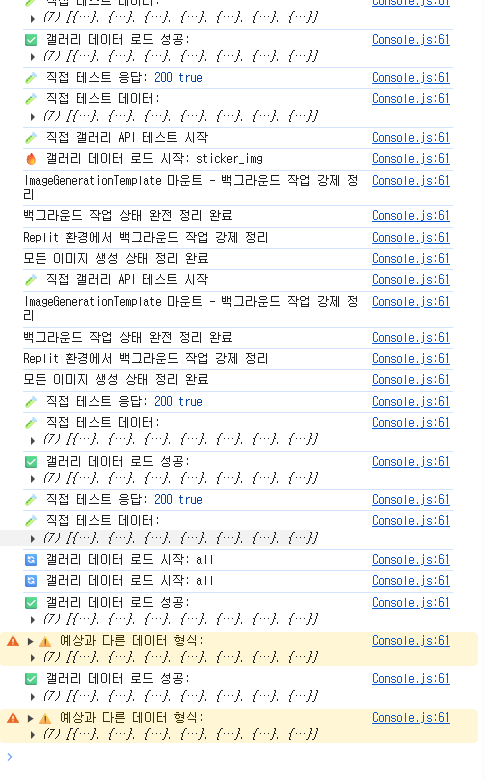 직접 테스트 데이터: Console.js:61
(7) [{…}, {…}, {…}, {…}, {…}, {…}, {…}]
갤러리 데이터 로드 성공: Console.js:61
(7) [{…}, {…}, {…}, {…}, {…}, {…}, {…}]
직접 테스트 응답: 200 true Console.js:61
직접 테스트 데이터: Console.js:61
(7) [{…}, {…}, {…}, {…}, {…}, {…}, {…}]
직접 갤러리 API 테스트 시작 Console.js:61
갤러리 데이터 로드 시작: sticker_img Console.js:61
ImageGenerationTemplate 마운트 - 백그라운드 작업 강제 정 Console.js:61
리
백그라운드 작업 상태 완전 정리 완료 Console.js:61
Replit 환경에서 백그라운드 작업 강제 정리 Console.js:61
모든 이미지 생성 상태 정리 완료 Console.js:61
직접 갤러리 API 테스트 시작 Console.js:61
ImageGenerationTemplate 마운트 - 백그라운드 작업 강제 정 Console.js:61
리
백그라운드 작업 상태 완전 정리 완료 Console.js:61
Replit 환경에서 백그라운드 작업 강제 정리 Console.js:61
모든 이미지 생성 상태 정리 완료 Console.js:61
직접 테스트 응답: 200 true Console.js:61
직접 테스트 데이터: Console.js:61
(7) [{…}, {…}, {…}, {…}, {…}, {…}, {…}]
갤러리 데이터 로드 성공: Console.js:61
(7) [{…}, {…}, {…}, {…}, {…}, {…}, {…}]
직접 테스트 응답: 200 true Console.js:61
직접 테스트 데이터: Console.js:61
(7) [{…}, {…}, {…}, {…}, {…}, {…}, {…}]
갤러리 데이터 로드 시작: all Console.js:61
갤러리 데이터 로드 시작: all Console.js:61
갤러리 데이터 로드 성공: Console.js:61
(7) [{…}, {…}, {…}, {…}, {…}, {…}, {…}]
예상과 다른 데이터 형식: Console.js:61
(7) [{…}, {…}, {…}, {…}, {…}, {…}, {…}]
갤러리 데이터 로드 성공: Console.js:61
(7) [{…}, {…}, {…}, {…}, {…}, {…}, {…}]
예상과 다른 데이터 형식: Console.js:61
(7) [{…}, {…}, {…}, {…}, {…}, {…}, {…}]